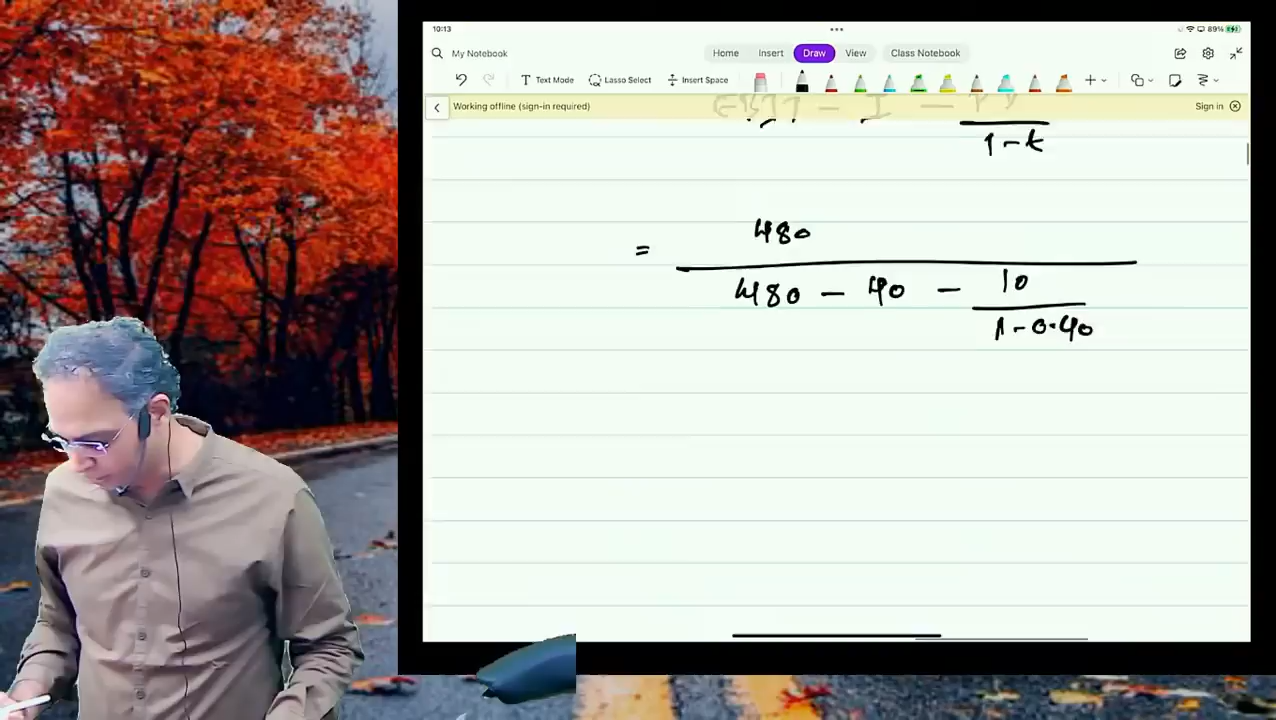 10:13 89%
My Notebook Home Insert Draw View Class Notebook
Text Mode Lasso Select Insert Space
Working offline (sign-in required) Sign in
EBIT - I -
1-t
480
=
480 - 40 - 10
1-0.40